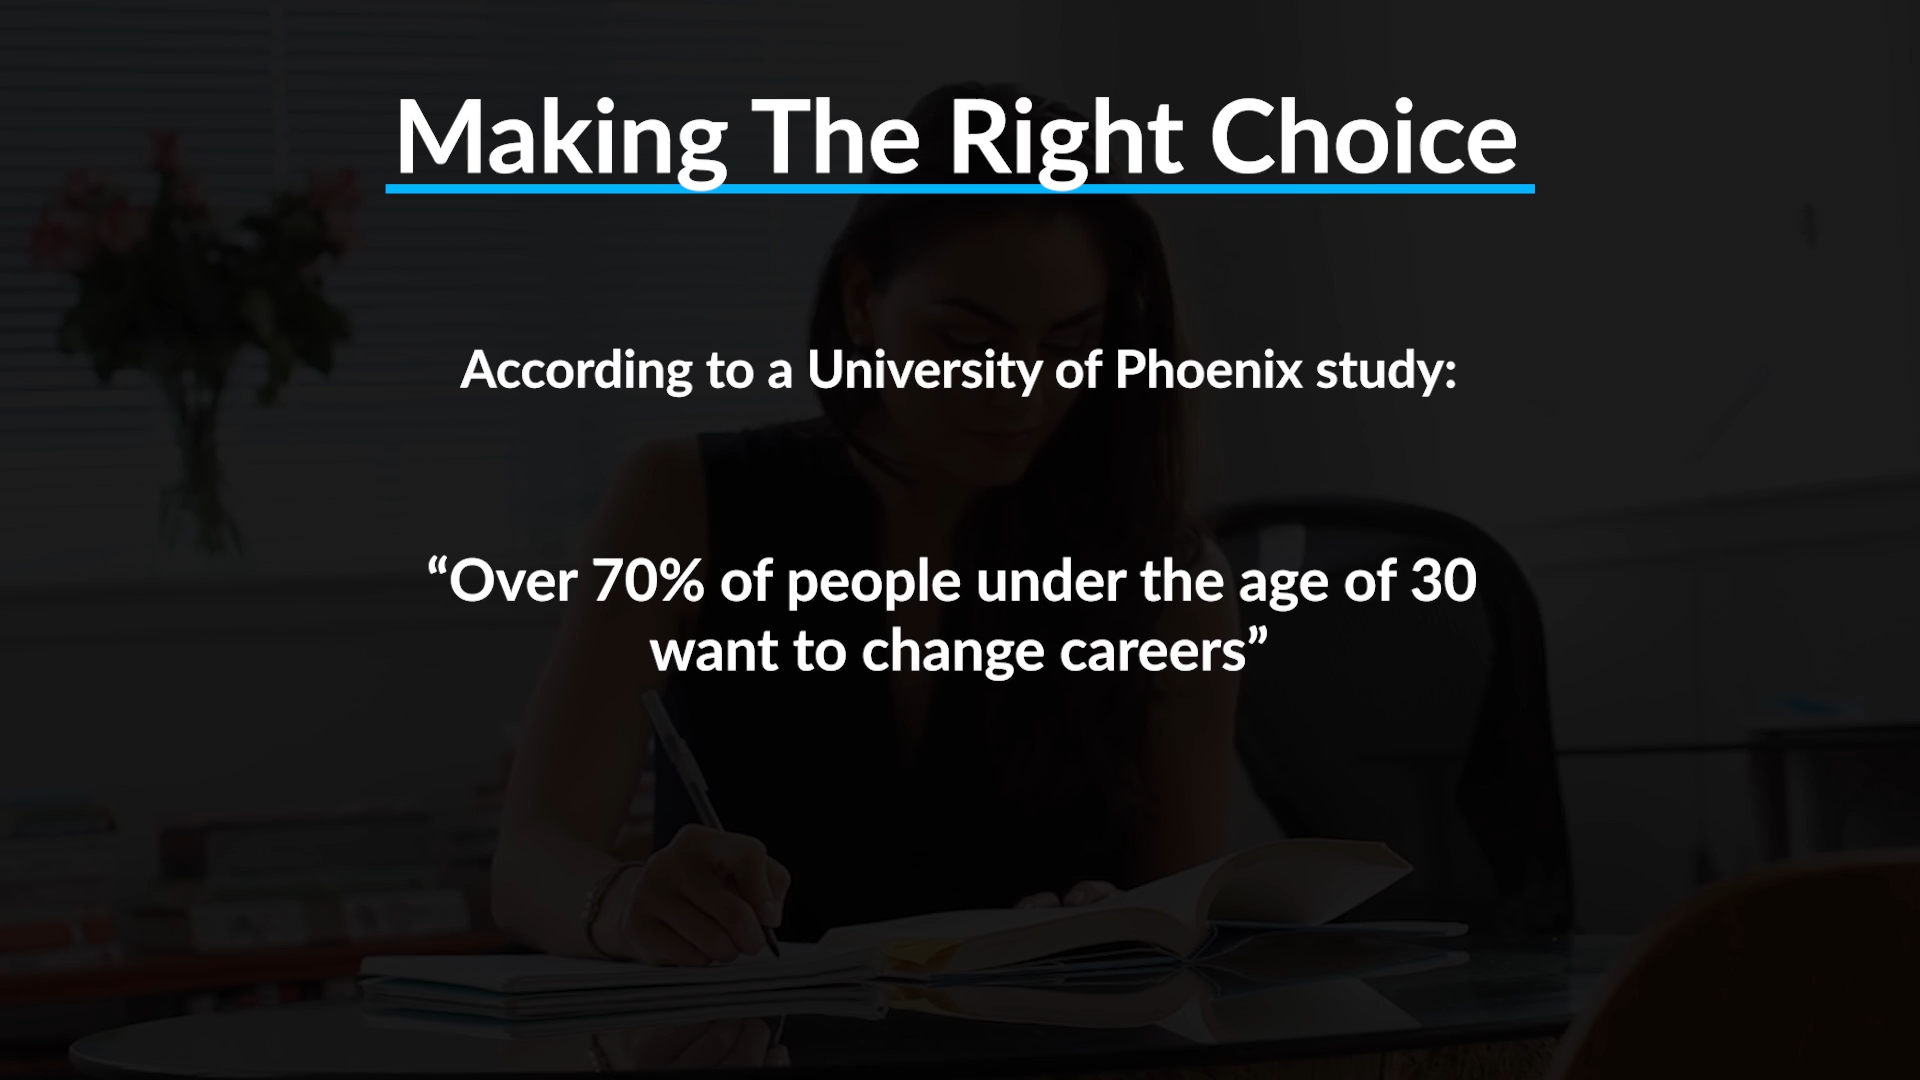 Making The Right Choice
According to a University of Phoenix study:
“Over 70% of people under the age of 30
want to change careers”